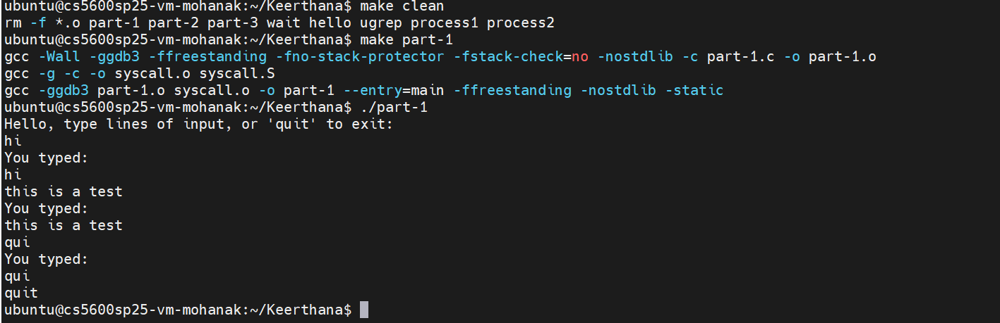 ubuntu@cs5600sp25-vm-mohanak:~/Keerthana$ make clean
rm -f *.o part-1 part-2 part-3 wait hello ugrep process1 process2
ubuntu@cs5600sp25-vm-mohanak:~/Keerthana$ make part-1
gcc -Wall -ggdb3 -ffreestanding -fno-stack-protector -fstack-check=no -nostdlib -c part-1.c -o part-1.o
gcc -g -c -o syscall.o syscall.S
gcc -ggdb3 part-1.o syscall.o -o part-1 --entry=main -ffreestanding -nostdlib -static
ubuntu@cs5600sp25-vm-mohanak:~/Keerthana$ ./part-1
Hello, type lines of input, or 'quit' to exit:
hi
You typed:
hi
this is a test
You typed:
this is a test
qui
You typed:
qui
quit
ubuntu@cs5600sp25-vm-mohanak:~/Keerthana$